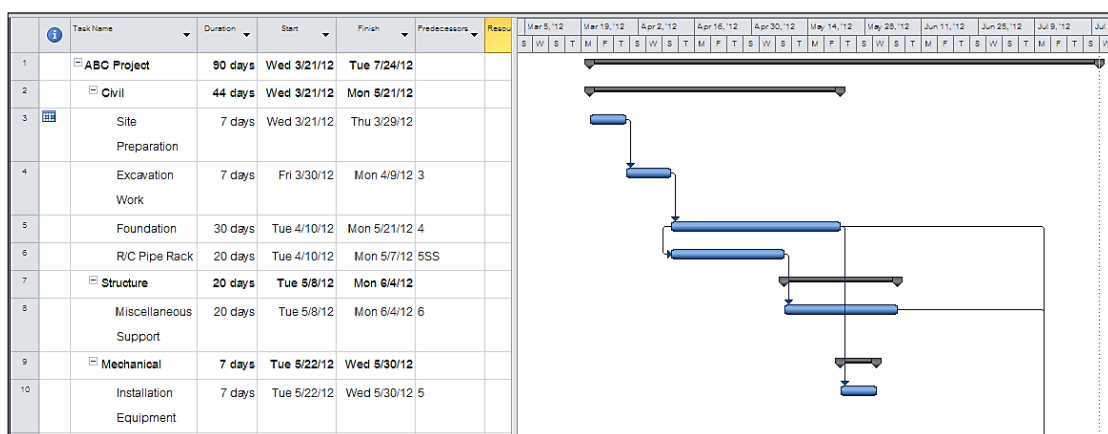 Task Name Duration Start Finish Predecessors Resou
Mar 5, '12 Mar 19, '12 Apr 2, '12 Apr 16, '12 Apr 30, '12 May 14, '12 May 28, '12 Jun 11, '12 Jun 25, '12 Jul 9, '12 Jul
S W S T M F T S W S T M F T S W S T M F T S W S T M F T S W S T M F T S W
1 ABC Project 90 days Wed 3/21/12 Tue 7/24/12
2 Civil 44 days Wed 3/21/12 Mon 5/21/12
3 Site 7 days Wed 3/21/12 Thu 3/29/12
Preparation
4 Excavation 7 days Fri 3/30/12 Mon 4/9/12 3
Work
5 Foundation 30 days Tue 4/10/12 Mon 5/21/12 4
6 R/C Pipe Rack 20 days Tue 4/10/12 Mon 5/7/12 5SS
7 Structure 20 days Tue 5/8/12 Mon 6/4/12
8 Miscellaneous 20 days Tue 5/8/12 Mon 6/4/12 6
Support
9 Mechanical 7 days Tue 5/22/12 Wed 5/30/12
10 Installation 7 days Tue 5/22/12 Wed 5/30/12 5
Equipment